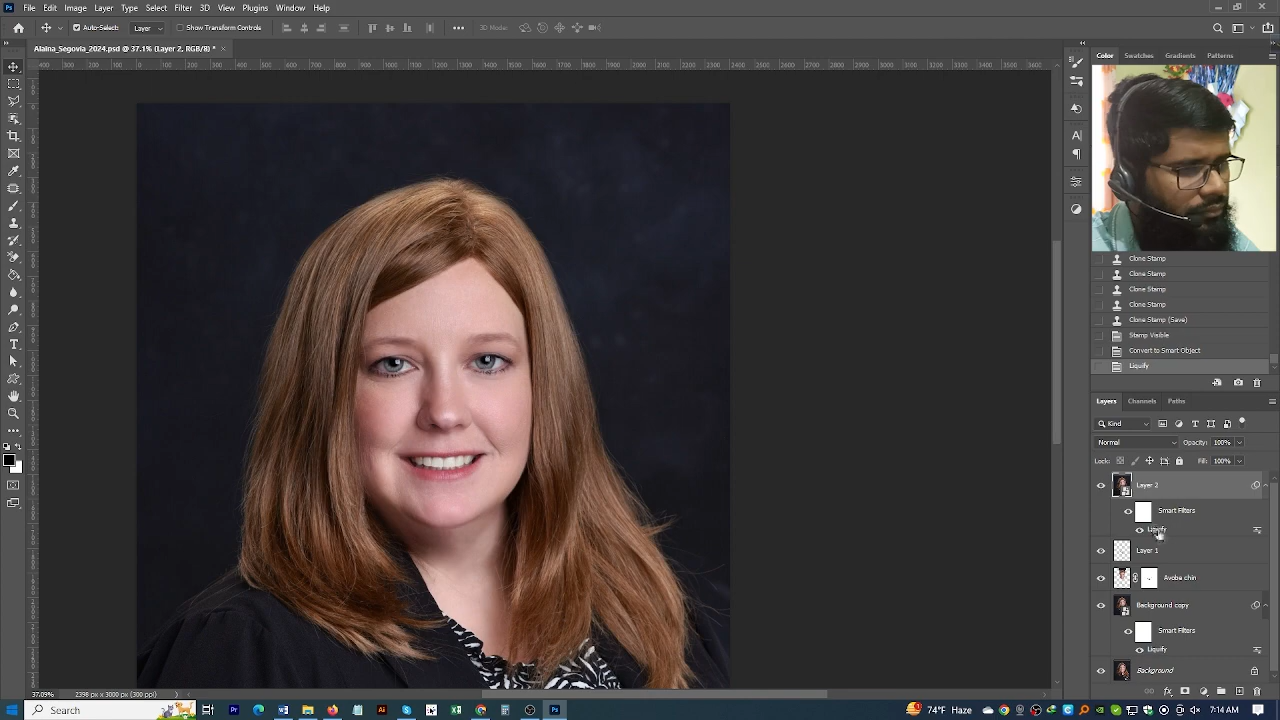 File Edit Image Layer Type Select Filter 3D View Plugins Window Help
Auto-Select: Layer Show Transform Controls 3D Mode:
Alaina_Segovia_2024.psd @ 37.1% (Layer 2, RGB/8) *
Color Swatches Gradients Patterns
Clone Stamp
Clone Stamp
Clone Stamp
Clone Stamp
Clone Stamp (Save)
Stamp Visible
Convert to Smart Object
Liquify
Layers Channels Paths
Kind
Normal Opacity: 100%
Lock: Fill: 100%
Layer 2
Smart Filters
Liquify
Layer 1
Avobe chin
Background copy
Smart Filters
Liquify
Background
37.09% 2398 px x 3000 px (300 ppi)
Search 74°F Haze 7:14 AM